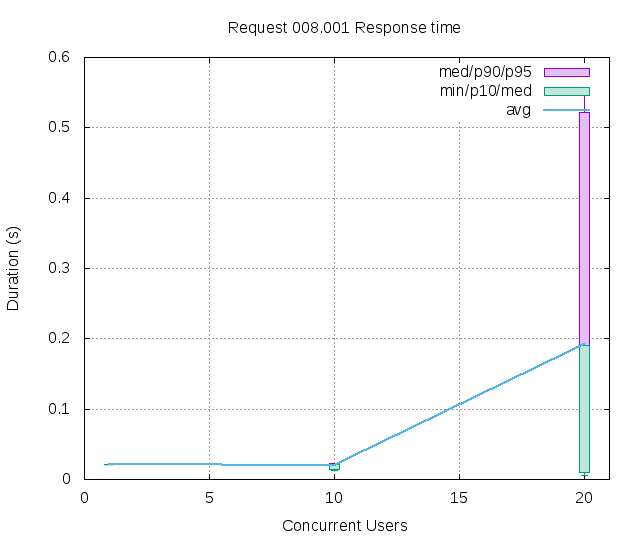 Request 008.001 Response time
0.6
0.5
0.4
0.3
0.2
0.1
0
Duration (s)
med/p90/p95
min/p10/med
avg
0 5 10 15 20
Concurrent Users